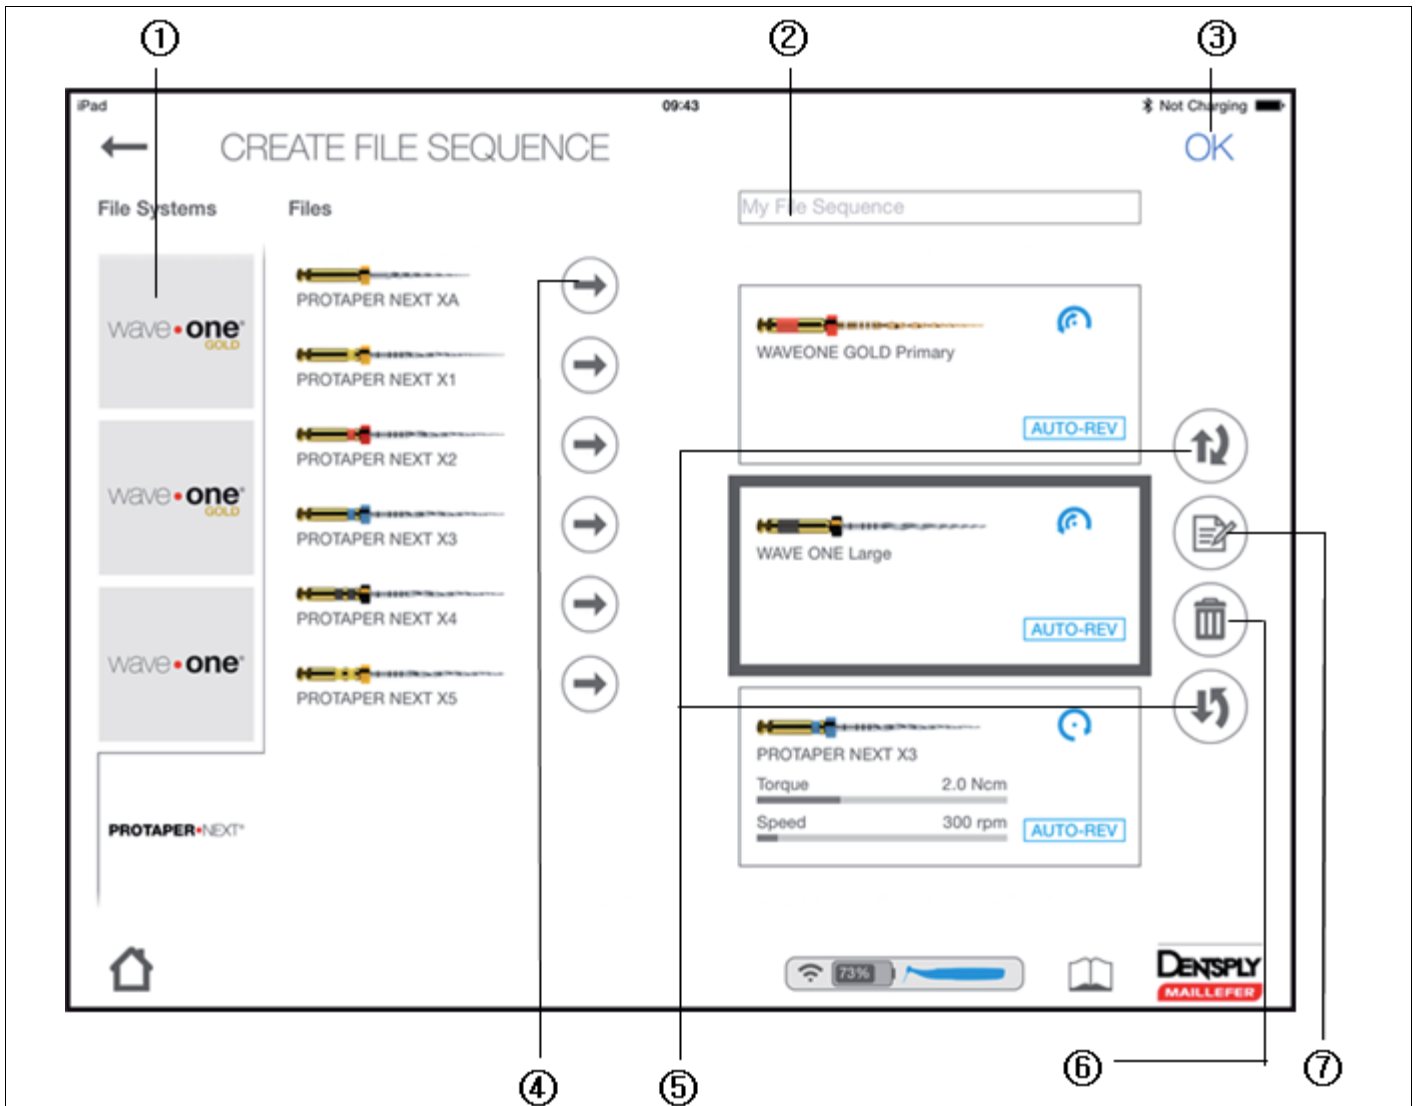 ① ② ③
iPad 09:43 Not Charging
CREATE FILE SEQUENCE OK
File Systems Files My File Sequence
wave•one® GOLD
wave•one® GOLD
wave•one®
PROTAPER•NEXT®
PROTAPER NEXT XA
PROTAPER NEXT X1
PROTAPER NEXT X2
PROTAPER NEXT X3
PROTAPER NEXT X4
PROTAPER NEXT X5
WAVEONE GOLD Primary
AUTO-REV
WAVE ONE Large
AUTO-REV
PROTAPER NEXT X3
Torque 2.0 Ncm
Speed 300 rpm
AUTO-REV
73%
DENTSPLY
MAILLEFER
④ ⑤ ⑥ ⑦